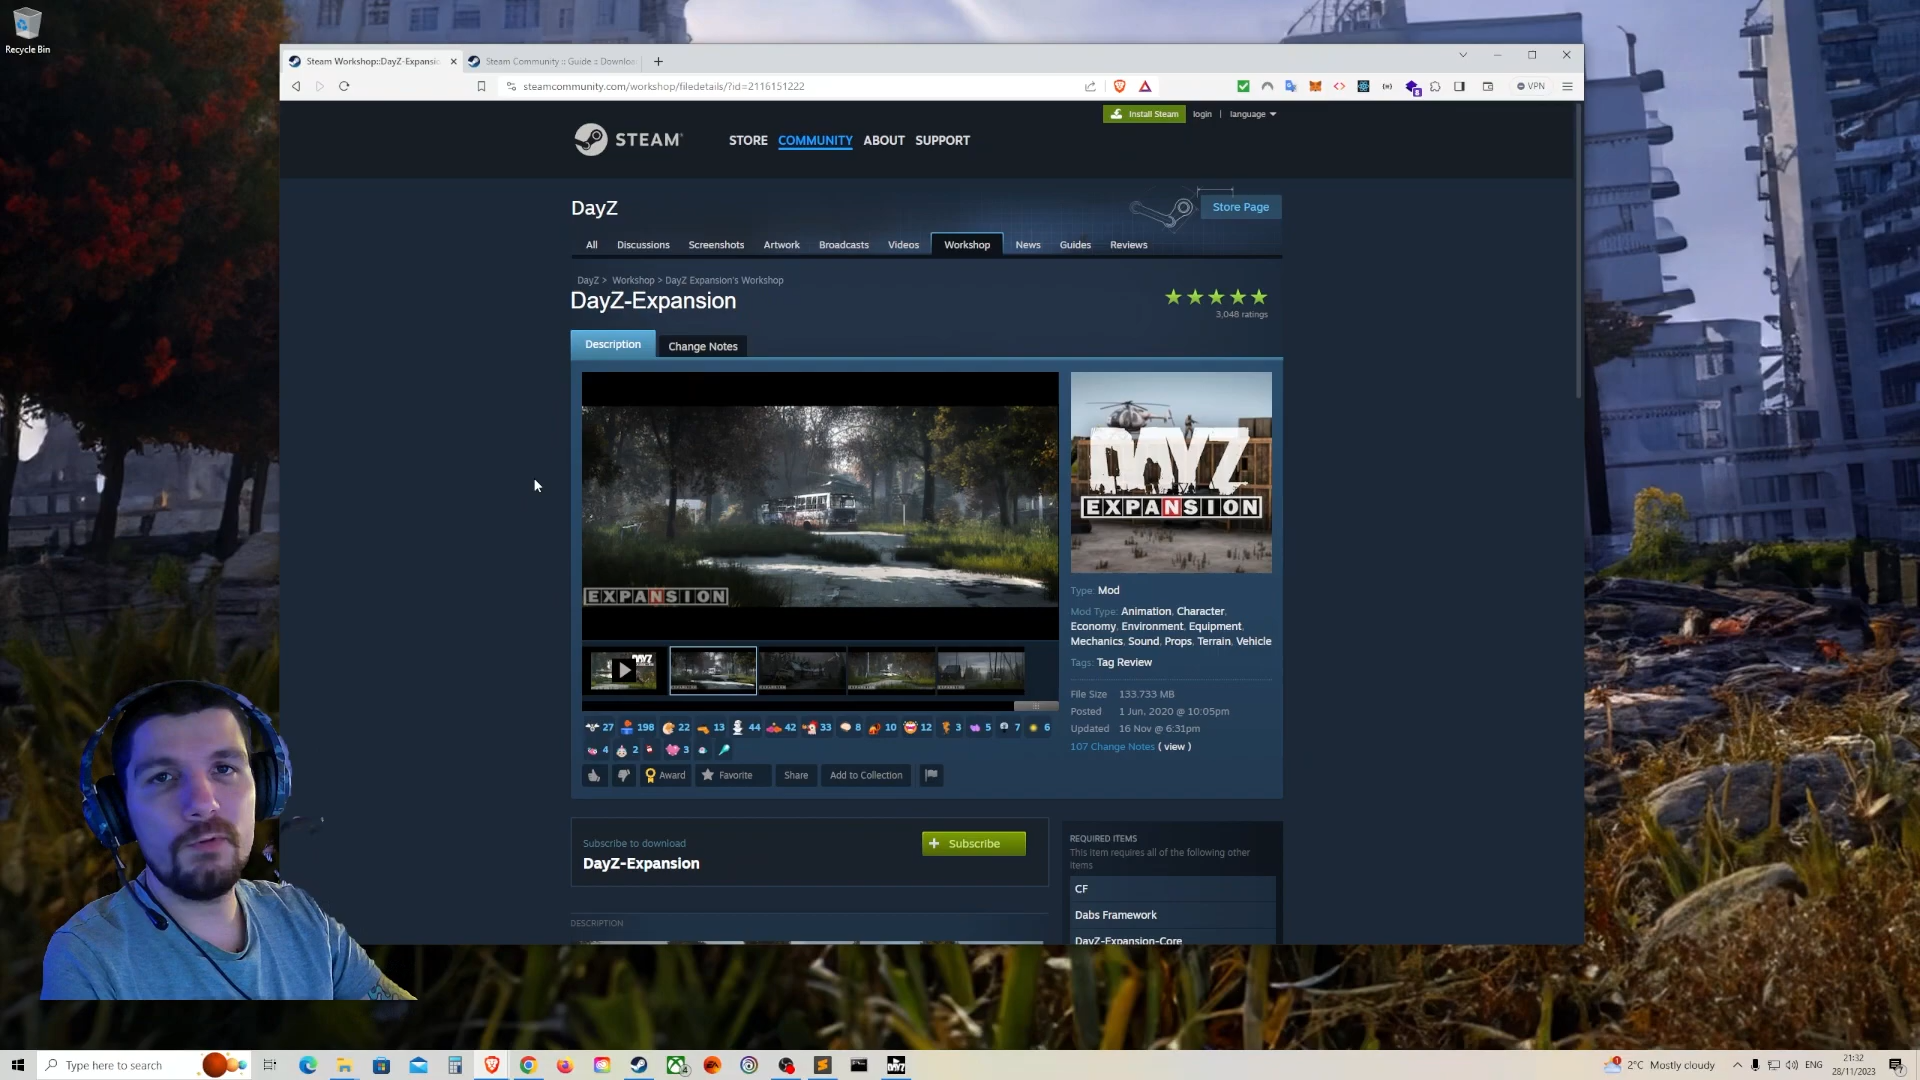 Recycle Bin
Steam Workshop::DayZ-Expansio
Steam Community :: Guide :: Downloa
steamcommunity.com/workshop/filedetails/?id=2116151222
VPN
Install Steam
login | language
STEAM
STORE COMMUNITY ABOUT SUPPORT
DayZ
Store Page
All Discussions Screenshots Artwork Broadcasts Videos Workshop News Guides Reviews
DayZ > Workshop > DayZ Expansion's Workshop
DayZ-Expansion
3,048 ratings
Description Change Notes
DAYZ
EXPANSION
EXPANSION
Type: Mod
Mod Type: Animation, Character,
Economy, Environment, Equipment,
Mechanics, Sound, Props, Terrain, Vehicle
Tags: Tag Review
File Size 133.733 MB
Posted 1 Jun, 2020 @ 10:05pm
Updated 16 Nov @ 6:31pm
107 Change Notes ( view )
27 198 22 13 44 42 33 8 10 12 3 5 7 6
4 2 3
Award Favorite Share Add to Collection
Subscribe to download
DayZ-Expansion
+ Subscribe
REQUIRED ITEMS
This item requires all of the following other
items
CF
Dabs Framework
DayZ-Expansion-Core
DESCRIPTION
Type here to search
2°C Mostly cloudy
ENG
21:32
28/11/2023